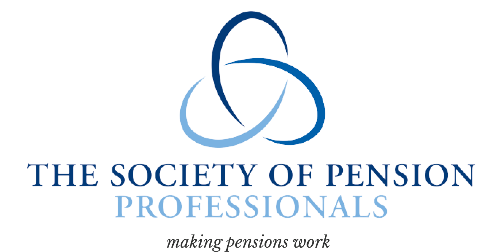 THE SOCIETY OF PENSION
PROFESSIONALS
making pensions work